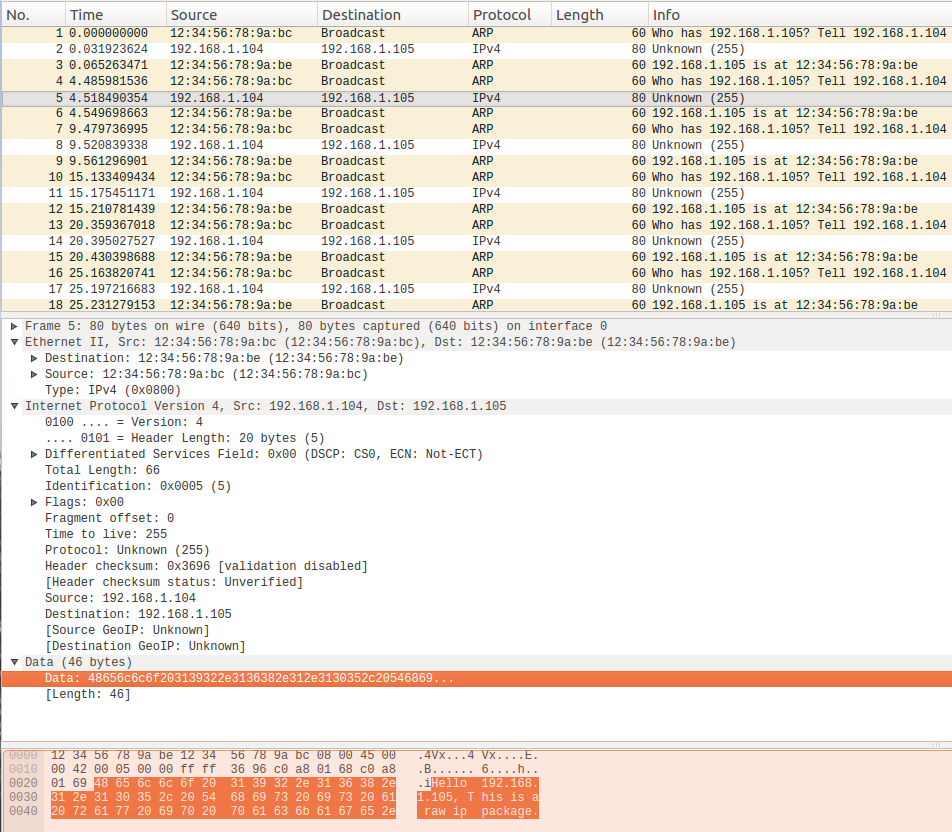 No. Time Source Destination Protocol Length Info
1 0.000000000 12:34:56:78:9a:bc Broadcast ARP 60 Who has 192.168.1.105? Tell 192.168.1.104
2 0.031923624 192.168.1.104 192.168.1.105 IPv4 80 Unknown (255)
3 0.065263471 12:34:56:78:9a:be Broadcast ARP 60 192.168.1.105 is at 12:34:56:78:9a:be
4 4.485981536 12:34:56:78:9a:bc Broadcast ARP 60 Who has 192.168.1.105? Tell 192.168.1.104
5 4.518490354 192.168.1.104 192.168.1.105 IPv4 80 Unknown (255)
6 4.549698663 12:34:56:78:9a:be Broadcast ARP 60 192.168.1.105 is at 12:34:56:78:9a:be
7 9.479736995 12:34:56:78:9a:bc Broadcast ARP 60 Who has 192.168.1.105? Tell 192.168.1.104
8 9.520839338 192.168.1.104 192.168.1.105 IPv4 80 Unknown (255)
9 9.561296901 12:34:56:78:9a:be Broadcast ARP 60 192.168.1.105 is at 12:34:56:78:9a:be
10 15.133409434 12:34:56:78:9a:bc Broadcast ARP 60 Who has 192.168.1.105? Tell 192.168.1.104
11 15.175451171 192.168.1.104 192.168.1.105 IPv4 80 Unknown (255)
12 15.210781439 12:34:56:78:9a:be Broadcast ARP 60 192.168.1.105 is at 12:34:56:78:9a:be
13 20.359367018 12:34:56:78:9a:bc Broadcast ARP 60 Who has 192.168.1.105? Tell 192.168.1.104
14 20.395027527 192.168.1.104 192.168.1.105 IPv4 80 Unknown (255)
15 20.430398688 12:34:56:78:9a:be Broadcast ARP 60 192.168.1.105 is at 12:34:56:78:9a:be
16 25.163820741 12:34:56:78:9a:bc Broadcast ARP 60 Who has 192.168.1.105? Tell 192.168.1.104
17 25.197216683 192.168.1.104 192.168.1.105 IPv4 80 Unknown (255)
18 25.231279153 12:34:56:78:9a:be Broadcast ARP 60 192.168.1.105 is at 12:34:56:78:9a:be
Frame 5: 80 bytes on wire (640 bits), 80 bytes captured (640 bits) on interface 0
Ethernet II, Src: 12:34:56:78:9a:bc (12:34:56:78:9a:bc), Dst: 12:34:56:78:9a:be (12:34:56:78:9a:be)
Destination: 12:34:56:78:9a:be (12:34:56:78:9a:be)
Source: 12:34:56:78:9a:bc (12:34:56:78:9a:bc)
Type: IPv4 (0x0800)
Internet Protocol Version 4, Src: 192.168.1.104, Dst: 192.168.1.105
0100 .... = Version: 4
.... 0101 = Header Length: 20 bytes (5)
Differentiated Services Field: 0x00 (DSCP: CS0, ECN: Not-ECT)
Total Length: 66
Identification: 0x0005 (5)
Flags: 0x00
Fragment offset: 0
Time to live: 255
Protocol: Unknown (255)
Header checksum: 0x3696 [validation disabled]
[Header checksum status: Unverified]
Source: 192.168.1.104
Destination: 192.168.1.105
[Source GeoIP: Unknown]
[Destination GeoIP: Unknown]
Data (46 bytes)
Data: 48656c6c6f203139322e3136382e312e3130352c20546869...
[Length: 46]
0000 12 34 56 78 9a be 12 34 56 78 9a bc 08 00 45 00 .4Vx...4 Vx....E.
0010 00 42 00 05 00 00 ff ff 36 96 c0 a8 01 68 c0 a8 .B...... 6....h..
0020 01 69 48 65 6c 6c 6f 20 31 39 32 2e 31 36 38 2e .iHello 192.168.
0030 31 2e 31 30 35 2c 20 54 68 69 73 20 69 73 20 61 1.105, T his is a
0040 20 72 61 77 20 69 70 20 70 61 63 6b 61 67 65 2e raw ip package.